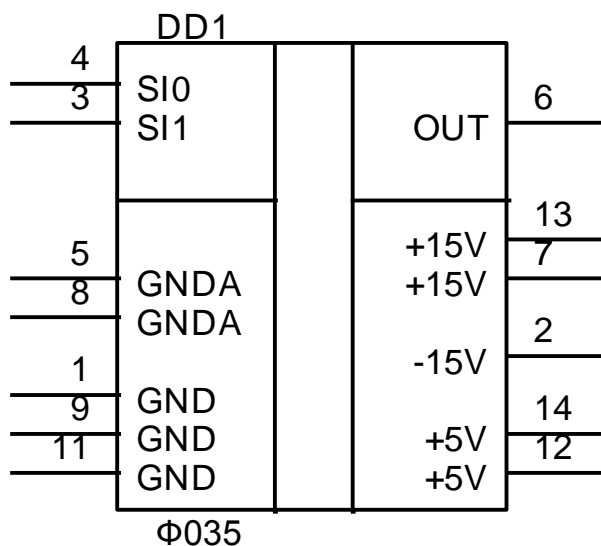 DD1
4 SI0
3 SI1
OUT 6
+15V 13
+15V 7
5 GNDA
8 GNDA
-15V 2
1 GND
9 GND
+5V 14
11 GND
+5V 12
Ф035